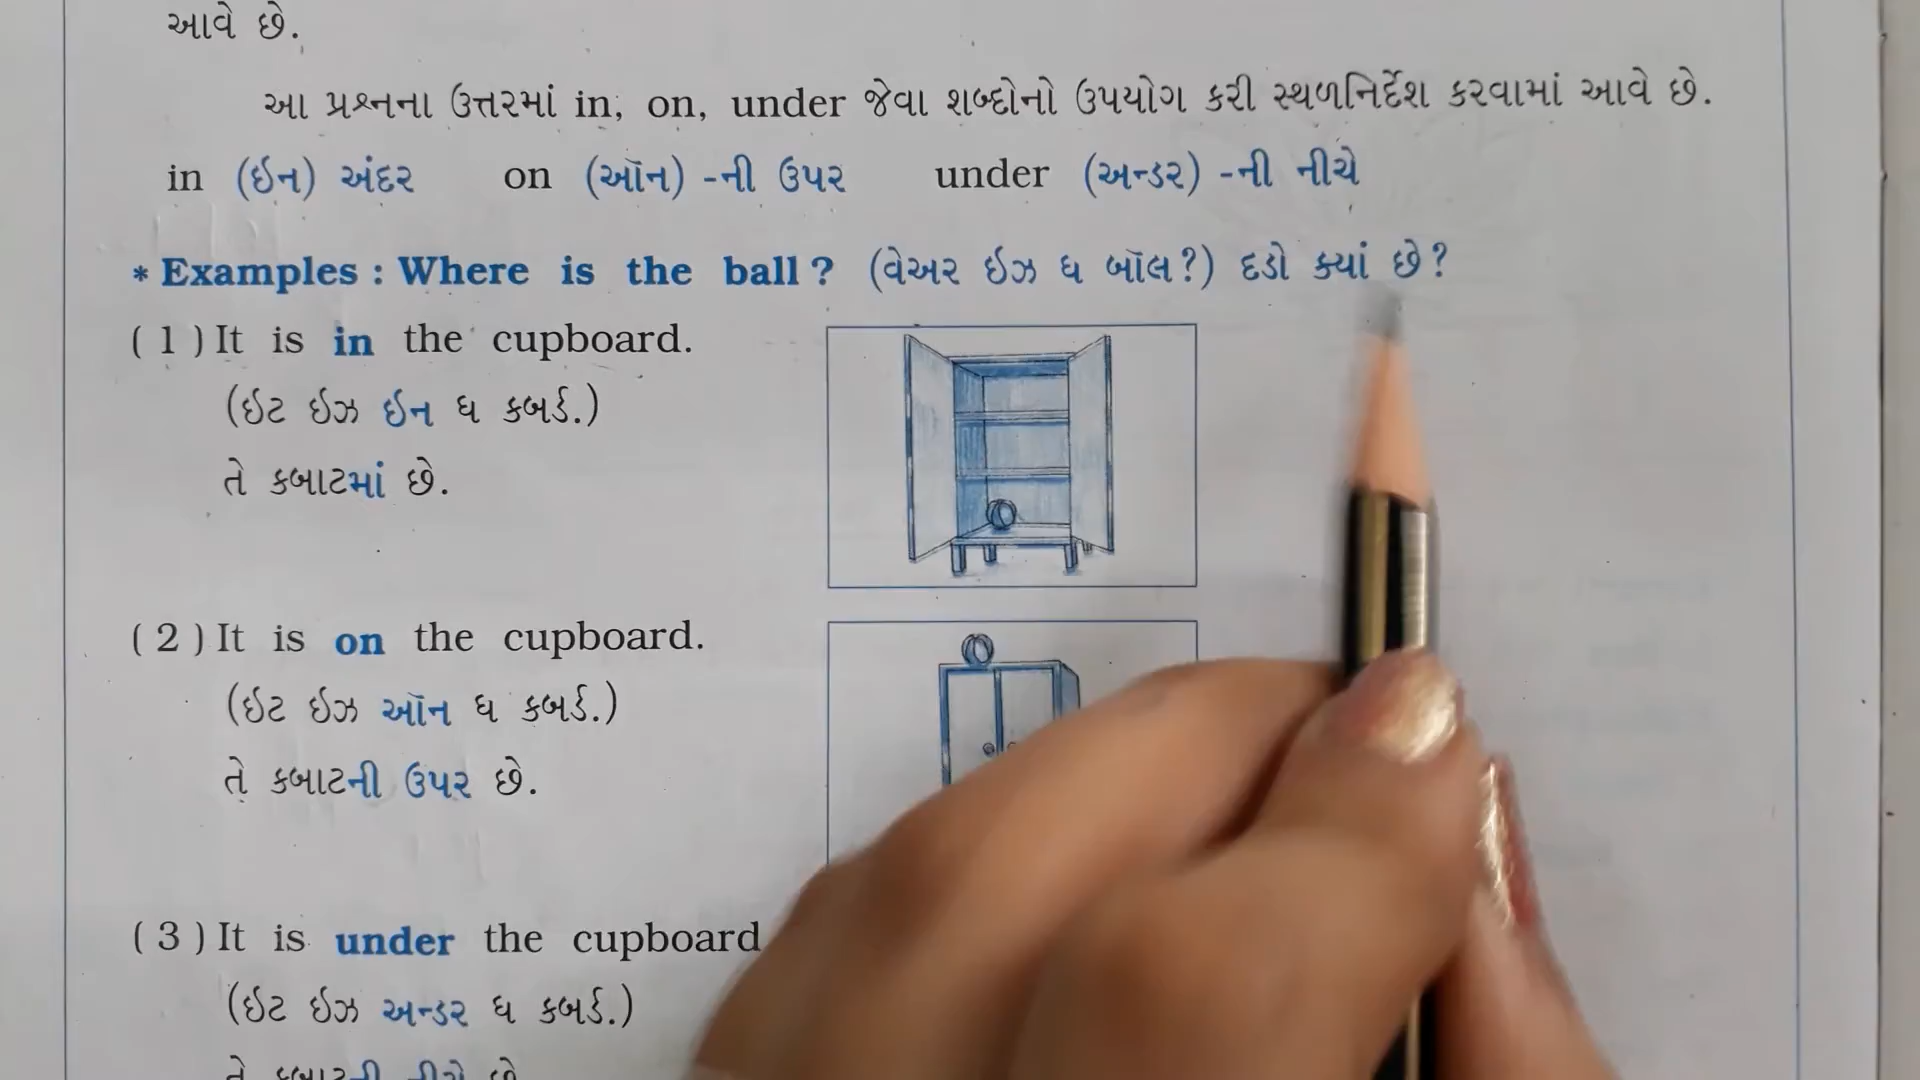 આવે છે.
આ પ્રશ્નના ઉત્તરમાં in, on, under જેવા શબ્દોનો ઉપયોગ કરી સ્થળનિર્દેશ કરવામાં આવે છે.
in (ઇન) અંદર on (ઑન) -ની ઉપર under (અન્ડર) -ની નીચે
* Examples : Where is the ball ? (વેઅર ઇઝ ધ બૉલ?) દડો ક્યાં છે?
( 1 ) It is in the cupboard.
(ઇટ ઇઝ ઇન ધ કબર્ડ.)
તે કબાટમાં છે.
( 2 ) It is on the cupboard.
(ઇટ ઇઝ ઑન ધ કબર્ડ.)
તે કબાટની ઉપર છે.
( 3 ) It is under the cupboard
(ઇટ ઇઝ અન્ડર ધ કબર્ડ.)
તે કબાટની નીચે છે